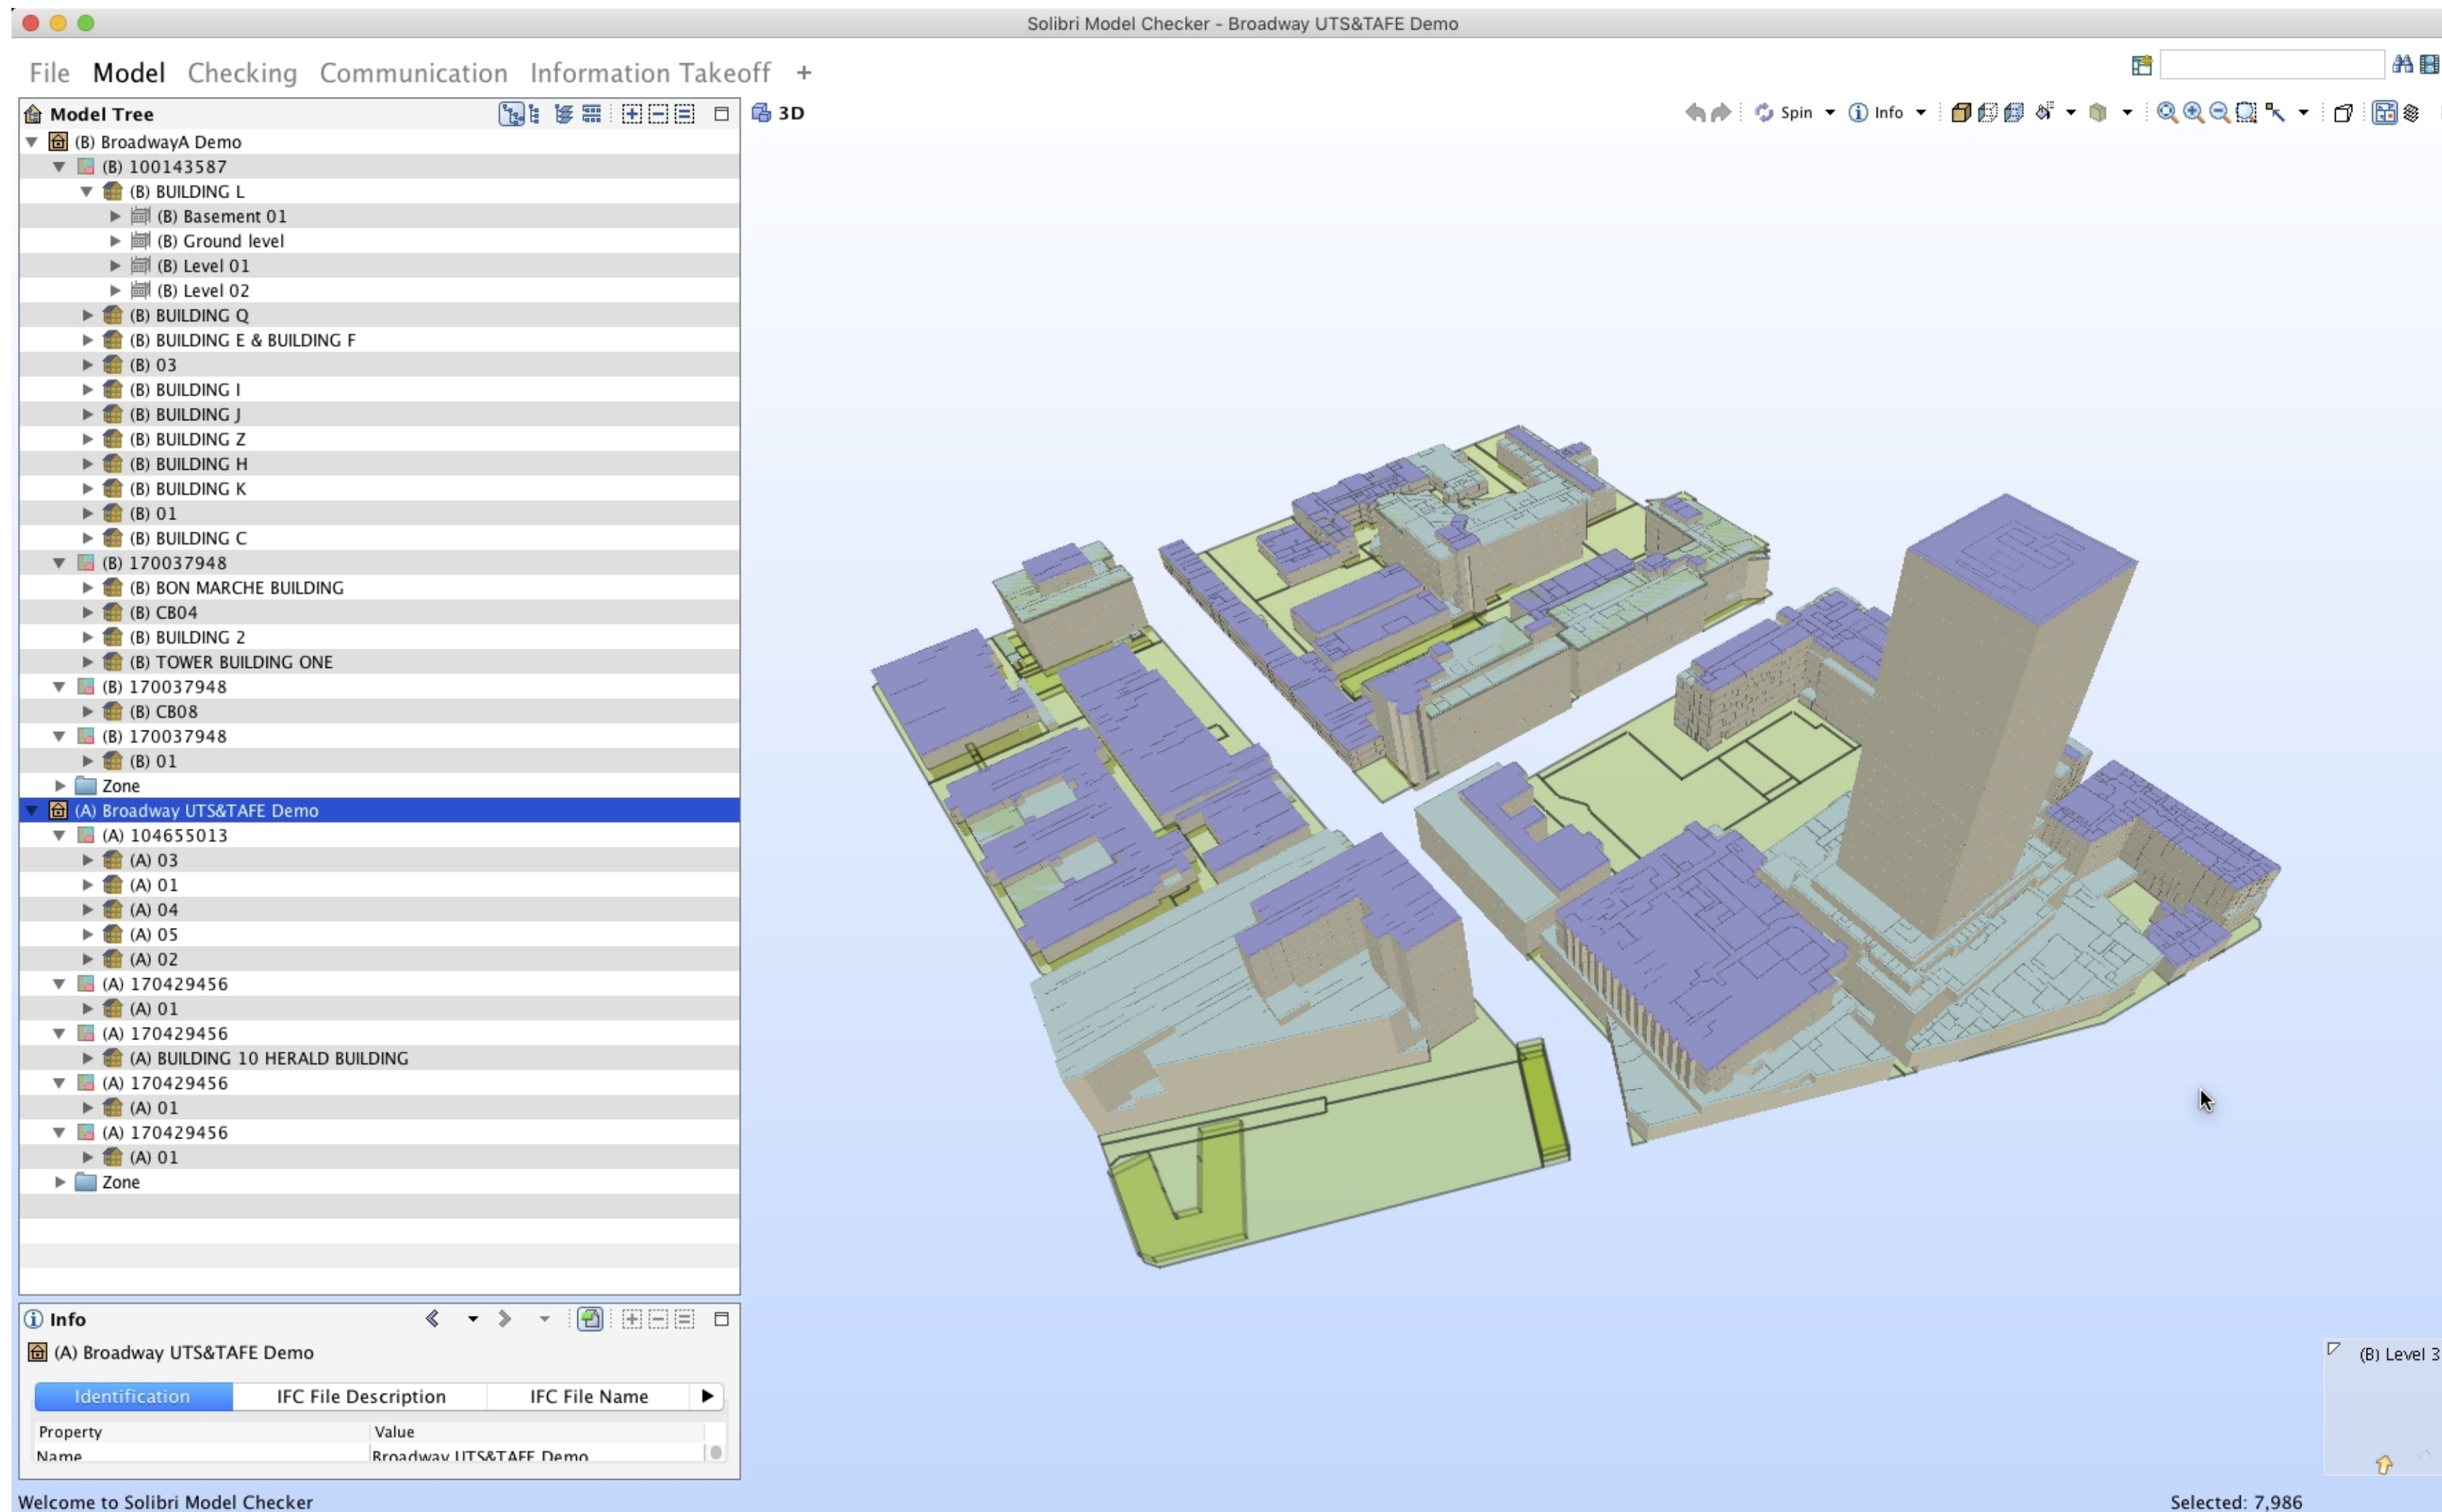 Solibri Model Checker - Broadway UTS&TAFE Demo
File Model Checking Communication Information Takeoff +
Model Tree
3D
Spin
Info
(B) BroadwayA Demo
(B) 100143587
(B) BUILDING L
(B) Basement 01
(B) Ground level
(B) Level 01
(B) Level 02
(B) BUILDING Q
(B) BUILDING E & BUILDING F
(B) 03
(B) BUILDING I
(B) BUILDING J
(B) BUILDING Z
(B) BUILDING H
(B) BUILDING K
(B) 01
(B) BUILDING C
(B) 170037948
(B) BON MARCHE BUILDING
(B) CB04
(B) BUILDING 2
(B) TOWER BUILDING ONE
(B) 170037948
(B) CB08
(B) 170037948
(B) 01
Zone
(A) Broadway UTS&TAFE Demo
(A) 104655013
(A) 03
(A) 01
(A) 04
(A) 05
(A) 02
(A) 170429456
(A) 01
(A) 170429456
(A) BUILDING 10 HERALD BUILDING
(A) 170429456
(A) 01
(A) 170429456
(A) 01
Zone
Info
(A) Broadway UTS&TAFE Demo
Identification IFC File Description IFC File Name
Property Value
Name Broadway UTS&TAFE Demo
(B) Level 3
Welcome to Solibri Model Checker
Selected: 7,986